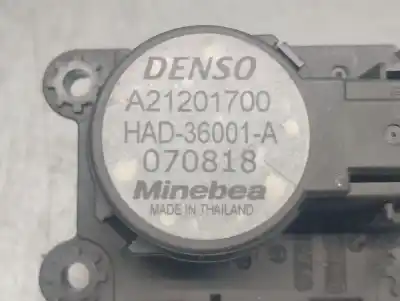 DENSO
A21201700
HAD-36001-A
070818
Minebea
MADE IN THAILAND